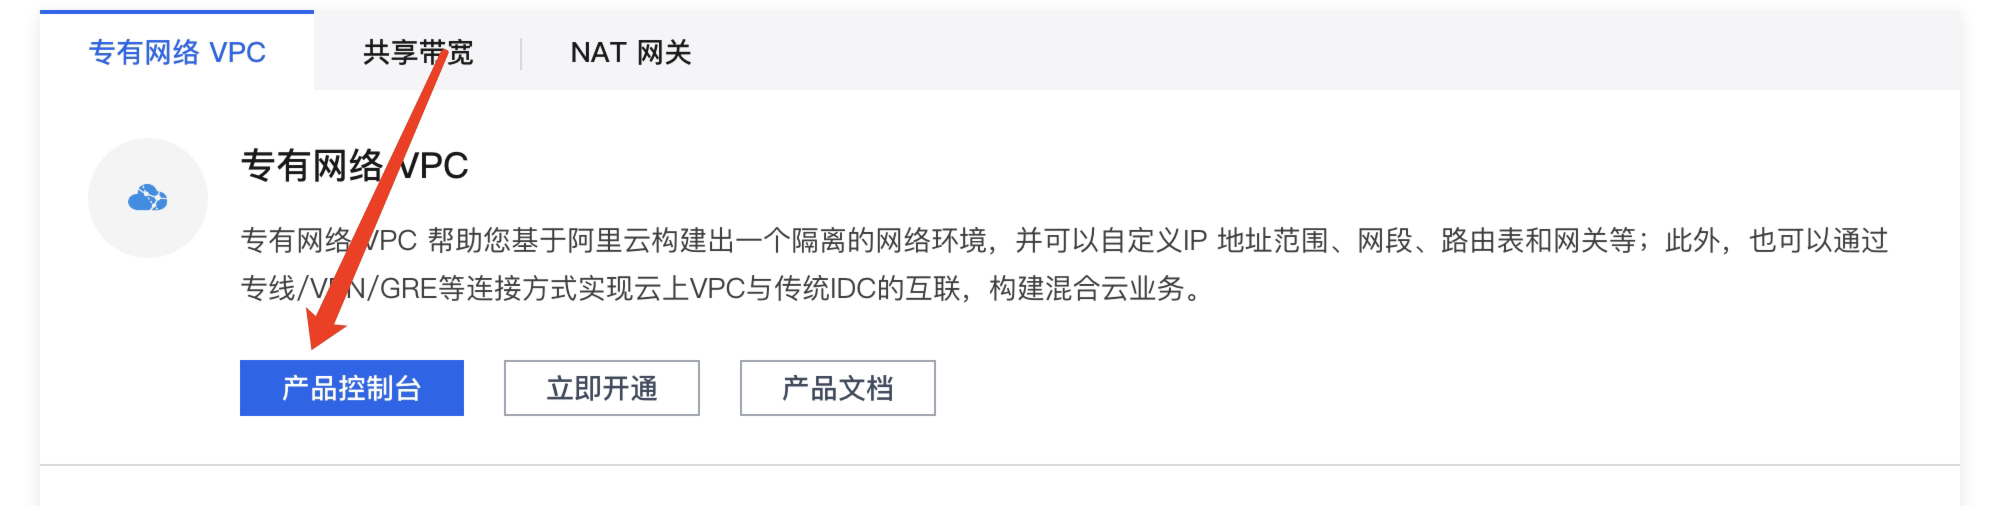 专有网络 VPC
共享带宽
NAT 网关
专有网络 VPC
专有网络 VPC 帮助您基于阿里云构建出一个隔离的网络环境，并可以自定义IP 地址范围、网段、路由表和网关等；此外，也可以通过
专线/VPN/GRE等连接方式实现云上VPC与传统IDC的互联，构建混合云业务。
产品控制台
立即开通
产品文档